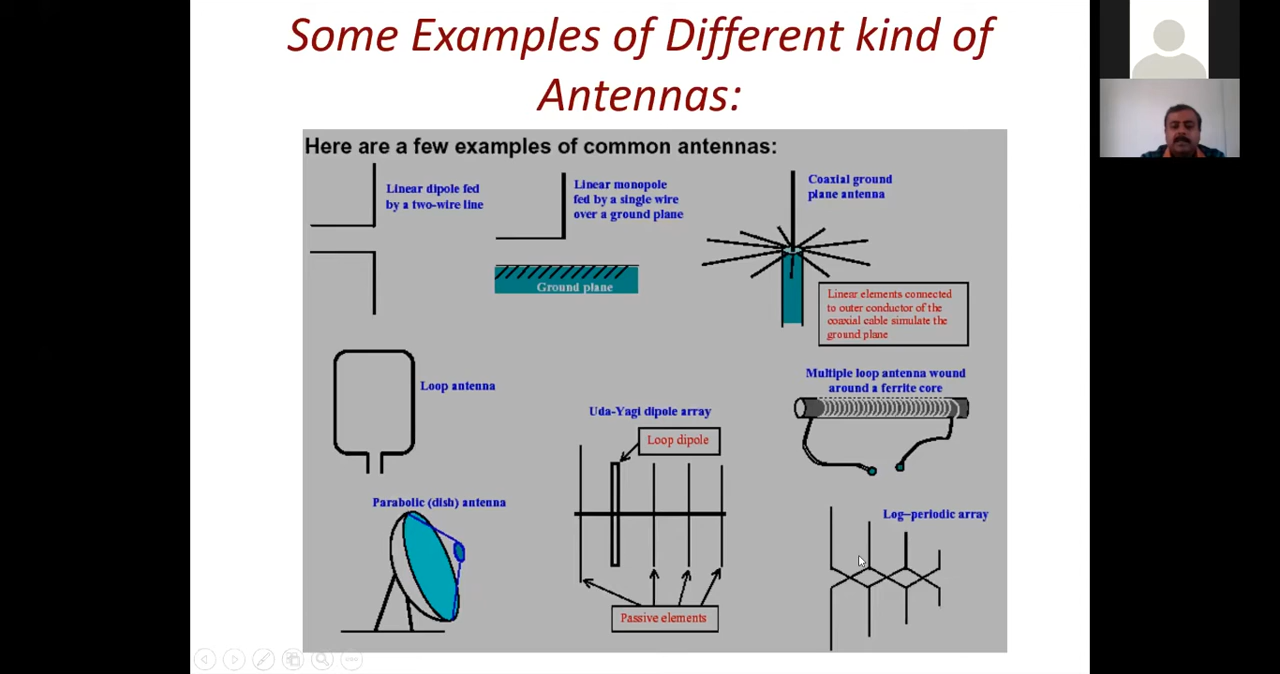 Some Examples of Different kind of
Antennas:
Here are a few examples of common antennas:
Linear dipole fed
by a two-wire line
Linear monopole
fed by a single wire
over a ground plane
Coaxial ground
plane antenna
Ground plane
Linear elements connected
to outer conductor of the
coaxial cable simulate the
ground plane
Loop antenna
Multiple loop antenna wound
around a ferrite core
Uda-Yagi dipole array
Loop dipole
Parabolic (dish) antenna
Log–periodic array
Passive elements